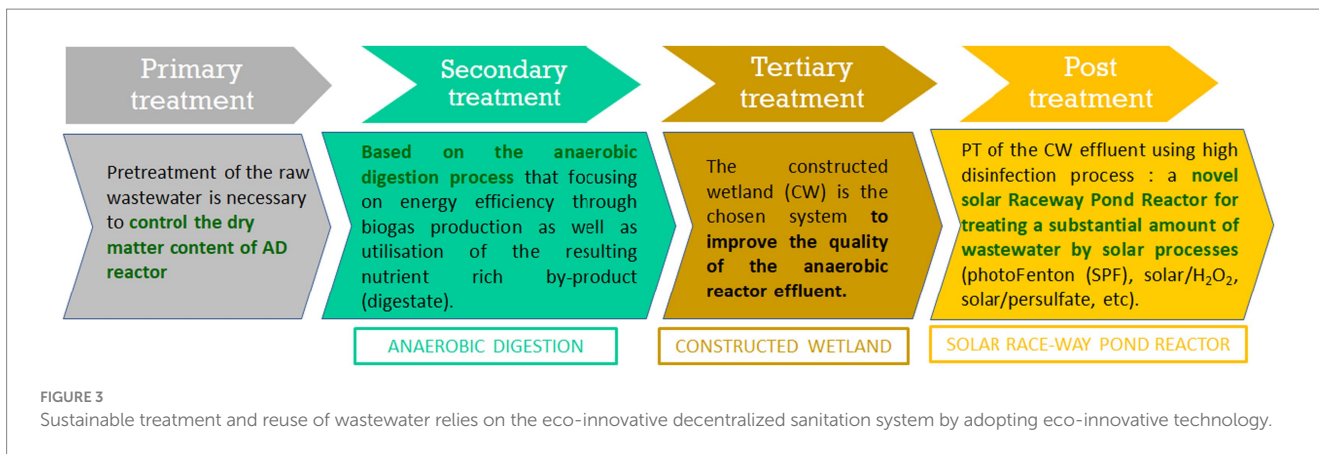 Primary
treatment
Secondary
treatment
Tertiary
treatment
Post
treatment
Pretreatment of the raw
wastewater is necessary
to control the dry
matter content of AD
reactor
Based on the anaerobic
digestion process that focusing
on energy efficiency through
biogas production as well as
utilisation of the resulting
nutrient rich by-product
(digestate).
The constructed
wetland (CW) is the
chosen system to
improve the quality
of the anaerobic
reactor effluent.
PT of the CW effluent using high
disinfection process : a novel
solar Raceway Pond Reactor for
treating a substantial amount of
wastewater by solar processes
(photoFenton (SPF), solar/H₂O₂,
solar/persulfate, etc).
ANAEROBIC DIGESTION
CONSTRUCTED WETLAND
SOLAR RACE-WAY POND REACTOR
FIGURE 3
Sustainable treatment and reuse of wastewater relies on the eco-innovative decentralized sanitation system by adopting eco-innovative technology.